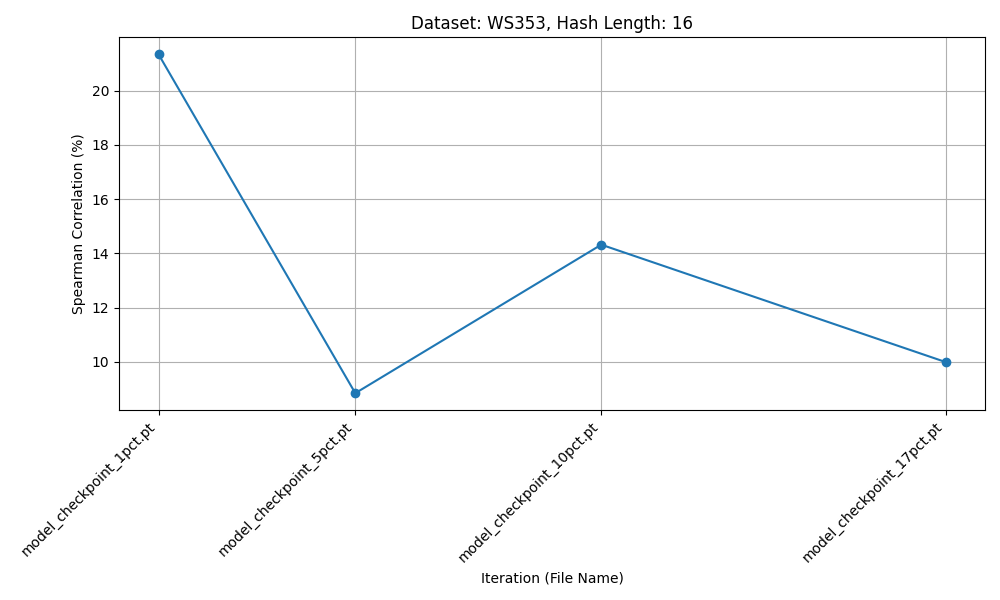 Dataset: WS353, Hash Length: 16
Spearman Correlation (%)
20
18
16
14
12
10
model_checkpoint_1pct.pt
model_checkpoint_5pct.pt
model_checkpoint_10pct.pt
model_checkpoint_17pct.pt
Iteration (File Name)